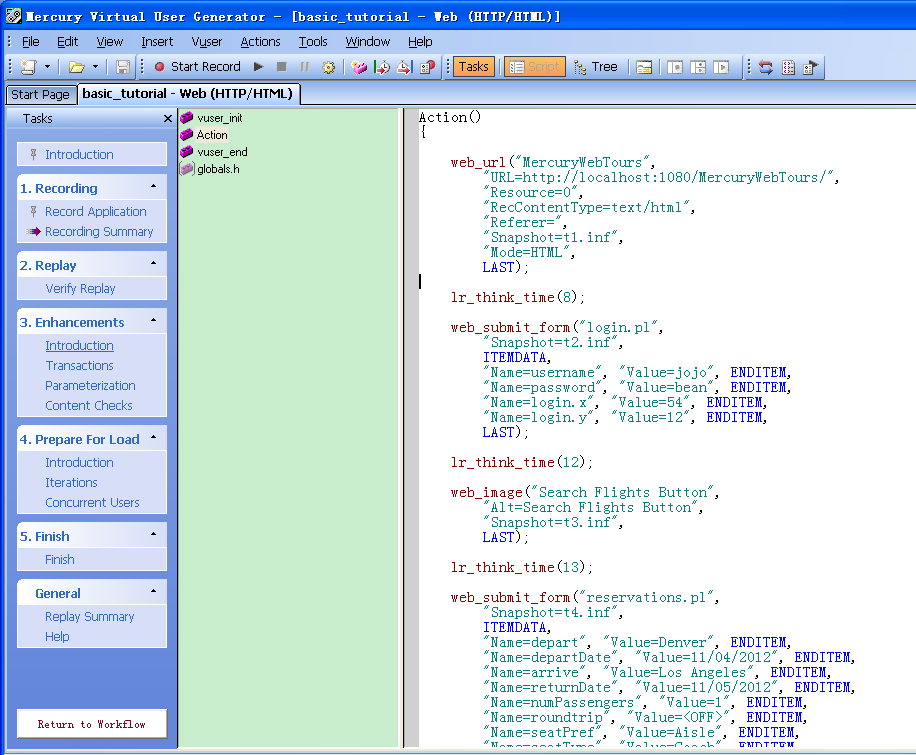 Mercury Virtual User Generator - [basic_tutorial - Web (HTTP/HTML)]
File Edit View Insert Vuser Actions Tools Window Help
Start Record Tasks Script Tree
Start Page basic_tutorial - Web (HTTP/HTML)
Tasks
Introduction
1. Recording
Record Application
Recording Summary
2. Replay
Verify Replay
3. Enhancements
Introduction
Transactions
Parameterization
Content Checks
4. Prepare For Load
Introduction
Iterations
Concurrent Users
5. Finish
Finish
General
Replay Summary
Help
Return to Workflow
vuser_init
Action
vuser_end
globals.h
Action()
{
web_url("MercuryWebTours",
"URL=http://localhost:1080/MercuryWebTours/",
"Resource=0",
"RecContentType=text/html",
"Referer=",
"Snapshot=t1.inf",
"Mode=HTML",
LAST);
lr_think_time(8);
web_submit_form("login.pl",
"Snapshot=t2.inf",
ITEMDATA,
"Name=username", "Value=jojo", ENDITEM,
"Name=password", "Value=bean", ENDITEM,
"Name=login.x", "Value=54", ENDITEM,
"Name=login.y", "Value=12", ENDITEM,
LAST);
lr_think_time(12);
web_image("Search Flights Button",
"Alt=Search Flights Button",
"Snapshot=t3.inf",
LAST);
lr_think_time(13);
web_submit_form("reservations.pl",
"Snapshot=t4.inf",
ITEMDATA,
"Name=depart", "Value=Denver", ENDITEM,
"Name=departDate", "Value=11/04/2012", ENDITEM,
"Name=arrive", "Value=Los Angeles", ENDITEM,
"Name=returnDate", "Value=11/05/2012", ENDITEM,
"Name=numPassengers", "Value=1", ENDITEM,
"Name=roundtrip", "Value=<OFF>", ENDITEM,
"Name=seatPref", "Value=Aisle", ENDITEM,
"Name=seatType", "Value=Coach", ENDITEM,